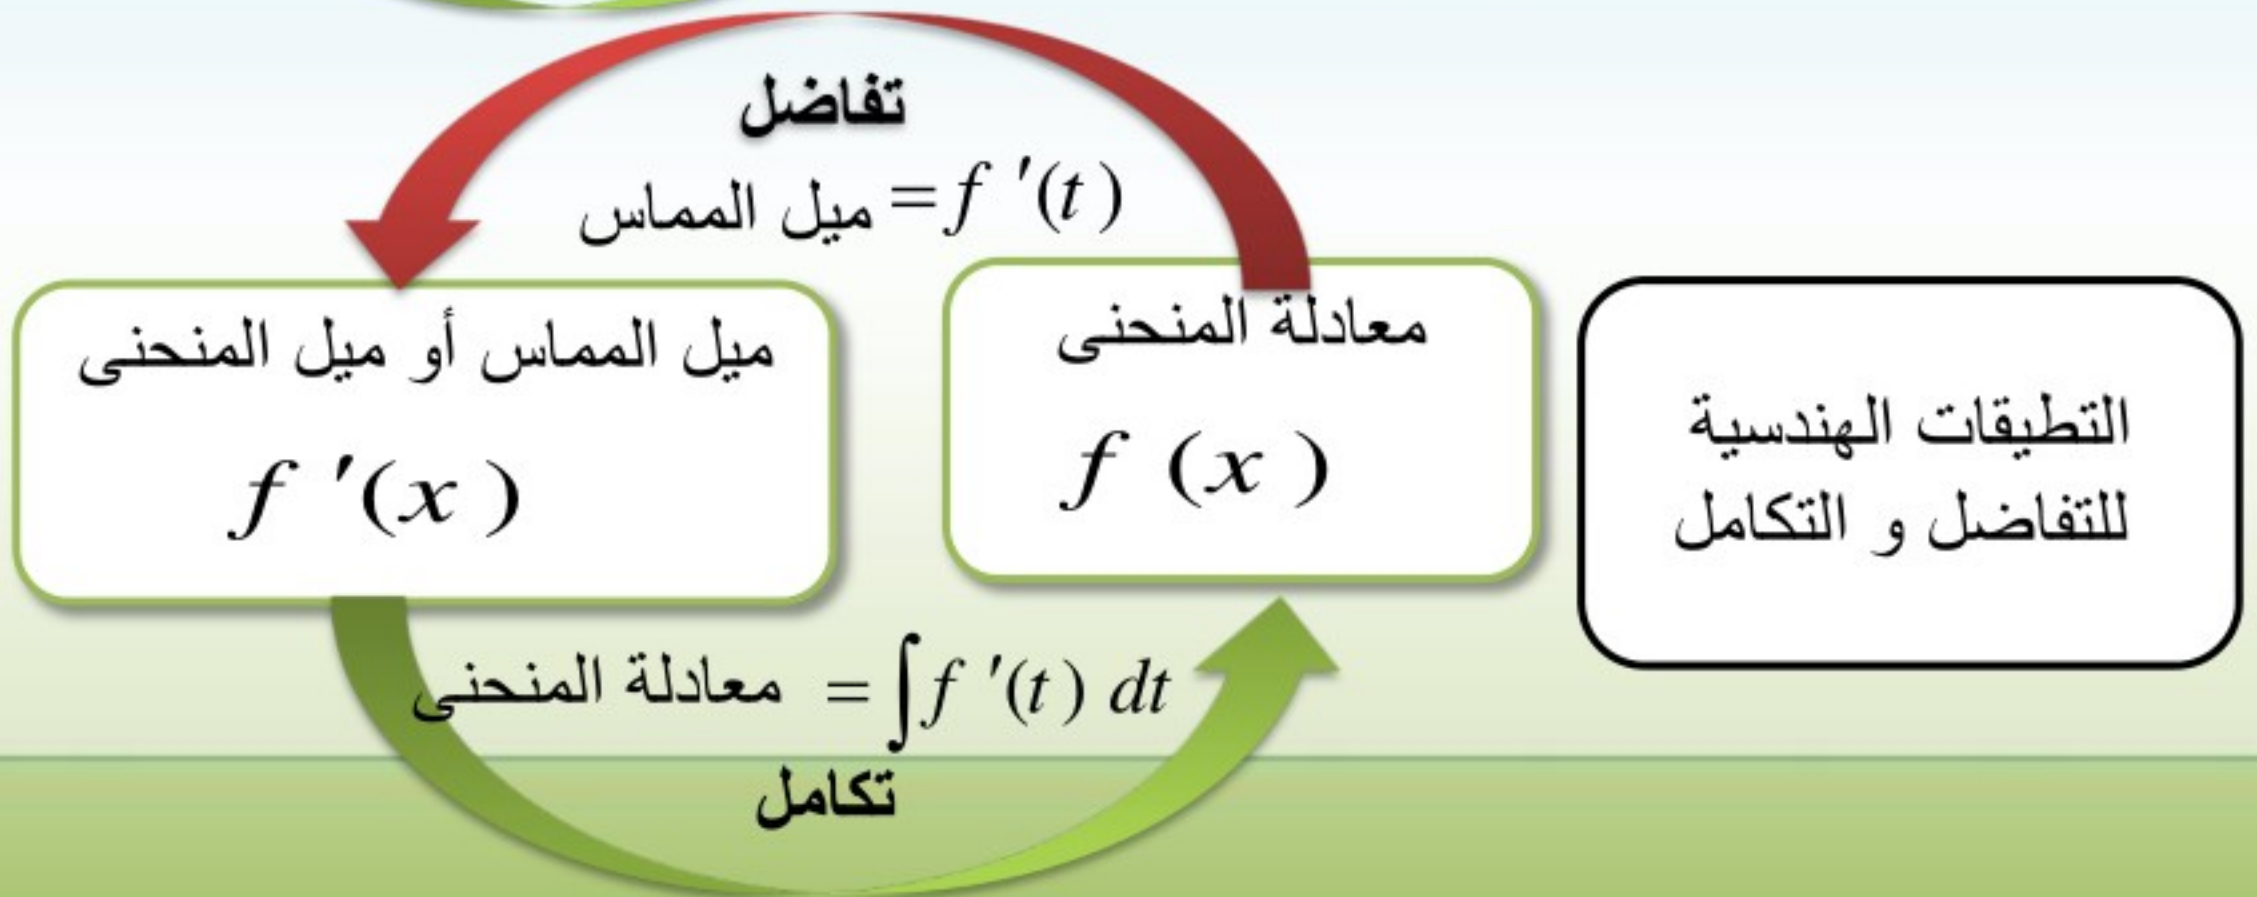 تفاضل
ميل المماس = f '(t)
التطيقات الهندسية
للتفاضل و التكامل
معادلة المنحنى
f (x)
ميل المماس أو ميل المنحنى
f '(x)
معادلة المنحنى = ∫ f '(t) dt
تكامل